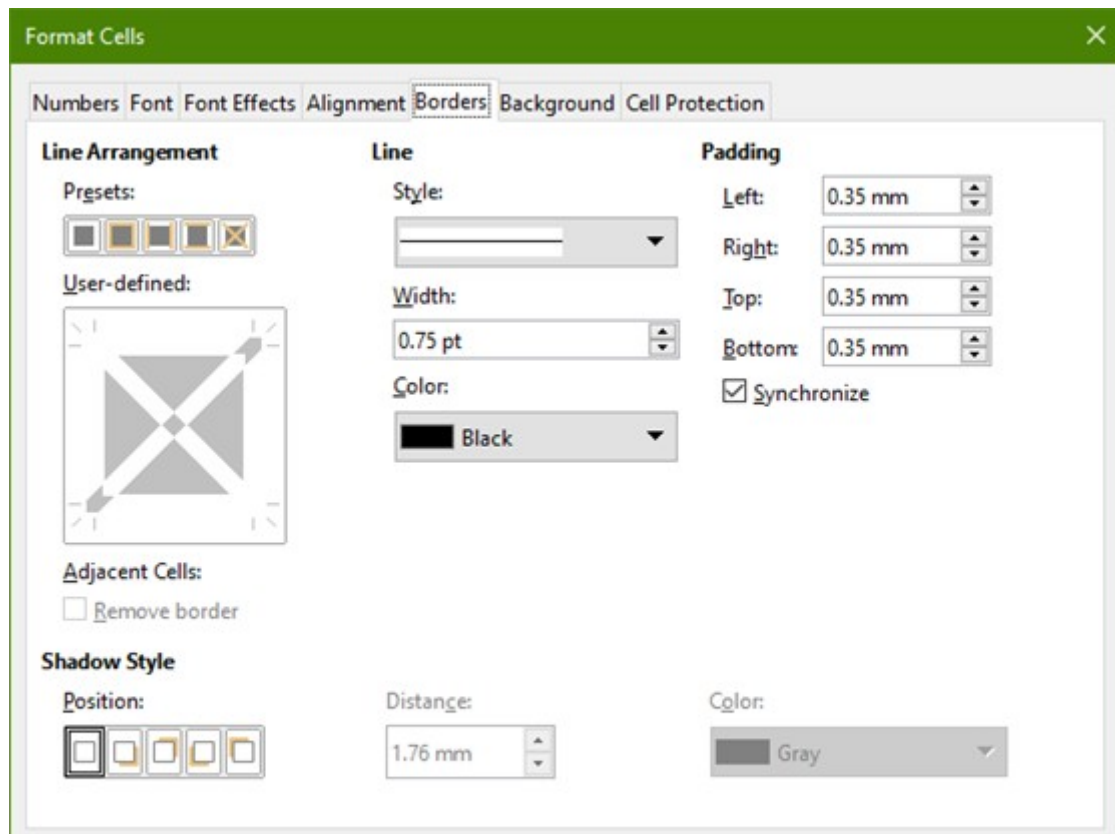 Format Cells
Numbers Font Font Effects Alignment Borders Background Cell Protection
Line Arrangement
Presets:
User-defined:
Adjacent Cells:
Remove border
Line
Style:
Width:
0.75 pt
Color:
Black
Padding
Left: 0.35 mm
Right: 0.35 mm
Top: 0.35 mm
Bottom: 0.35 mm
Synchronize
Shadow Style
Position:
Distance:
1.76 mm
Color:
Gray